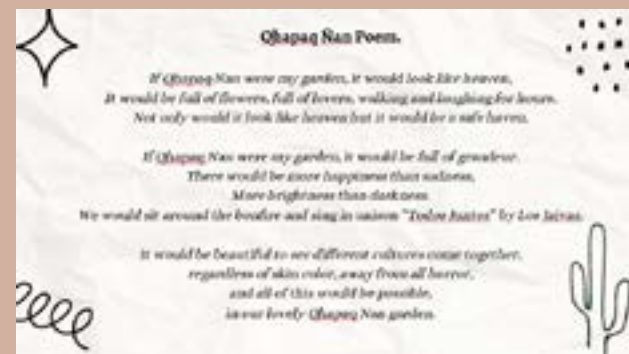 Qhapaq Ñan Poem.
If Qhapaq Nan were my garden, it would look like heaven,
It would be full of flowers, full of lovers, walking and laughing for hours.
Not only would it look like heaven but it would be a safe haven.
If Qhapaq Nan were my garden, it would be full of grandeur.
There would be more happiness than sadness,
More brightness than darkness
We would sit around the bonfire and sing in unison "Todos Juntos" by Los Jaivas.
It would be beautiful to see different cultures come together,
regardless of skin color, away from all horror,
and all of this would be possible,
in our lovely Qhapaq Nan garden.